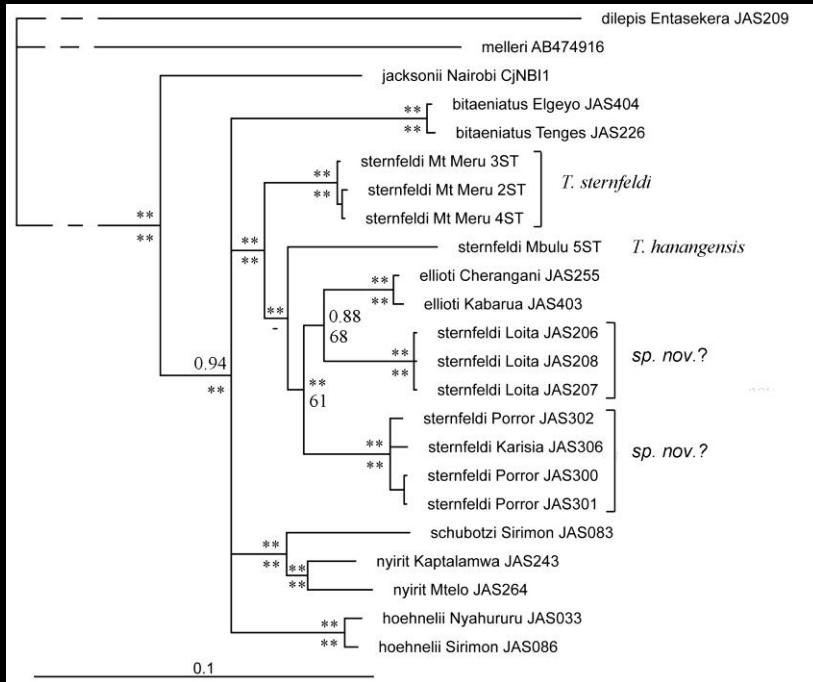 dilepis Entasekera JAS209
melleri AB474916
jacksonii Nairobi CjNBI1
bitaeniatus Elgeyo JAS404
**
**
bitaeniatus Tenges JAS226
sternfeldi Mt Meru 3ST
**
**
sternfeldi Mt Meru 2ST
T. sternfeldi
sternfeldi Mt Meru 4ST
**
**
**
**
sternfeldi Mbulu 5ST
T. hanangensis
ellioti Cherangani JAS255
**
**
ellioti Kabarua JAS403
**
-
0.88
68
sternfeldi Loita JAS206
sternfeldi Loita JAS208
**
**
sp. nov.?
sternfeldi Loita JAS207
0.94
**
**
61
sternfeldi Porror JAS302
sternfeldi Karisia JAS306
**
**
sp. nov.?
sternfeldi Porror JAS300
sternfeldi Porror JAS301
schubotzi Sirimon JAS083
**
**
nyirit Kaptalamwa JAS243
**
**
nyirit Mtelo JAS264
hoehnelii Nyahururu JAS033
**
**
hoehnelii Sirimon JAS086
0.1